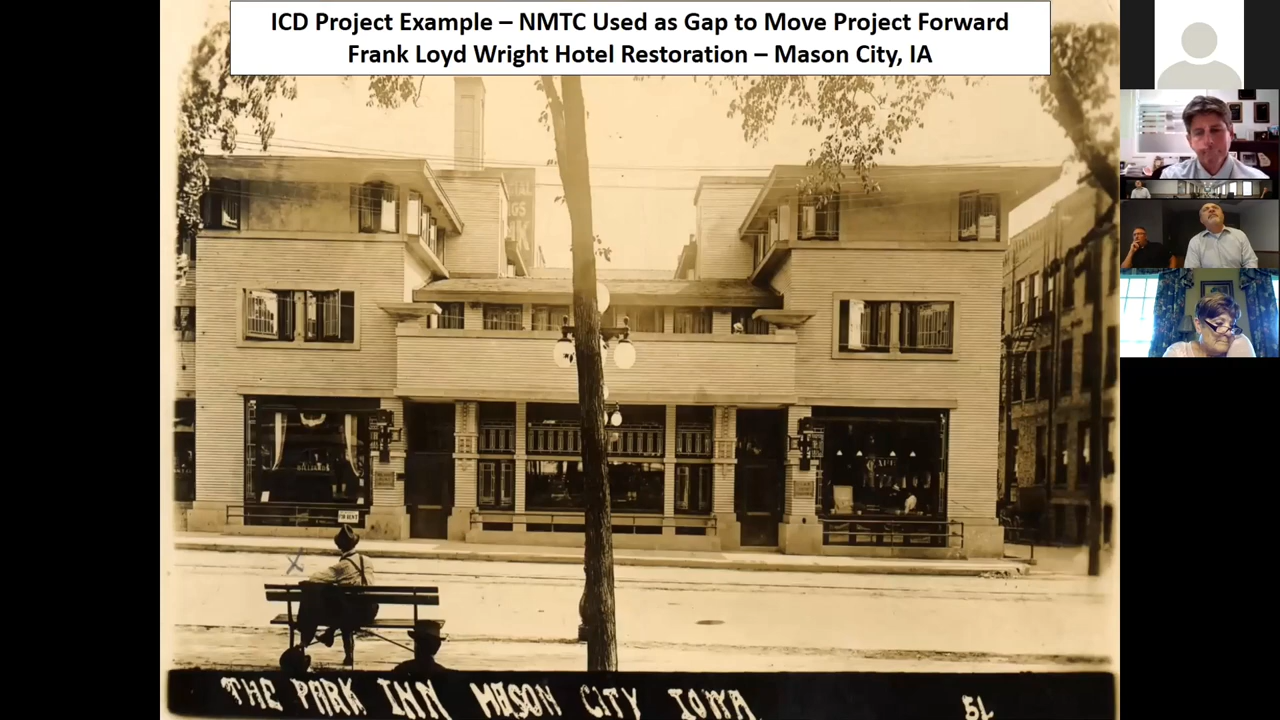 ICD Project Example – NMTC Used as Gap to Move Project Forward
Frank Loyd Wright Hotel Restoration – Mason City, IA
FOR RENT
CAFE
THE PARK INN MASON CITY IOWA 5L